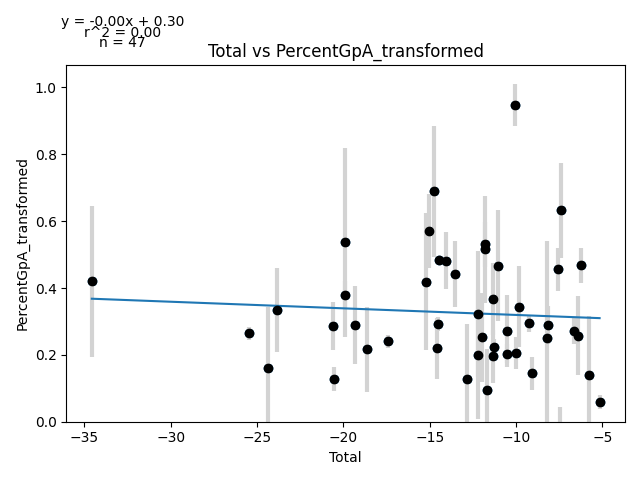 y = -0.00x + 0.30
r^2 = 0.00
n = 47
Total vs PercentGpA_transformed
PercentGpA_transformed
1.0
0.8
0.6
0.4
0.2
0.0
−35
−30
−25
−20
−15
−10
−5
Total